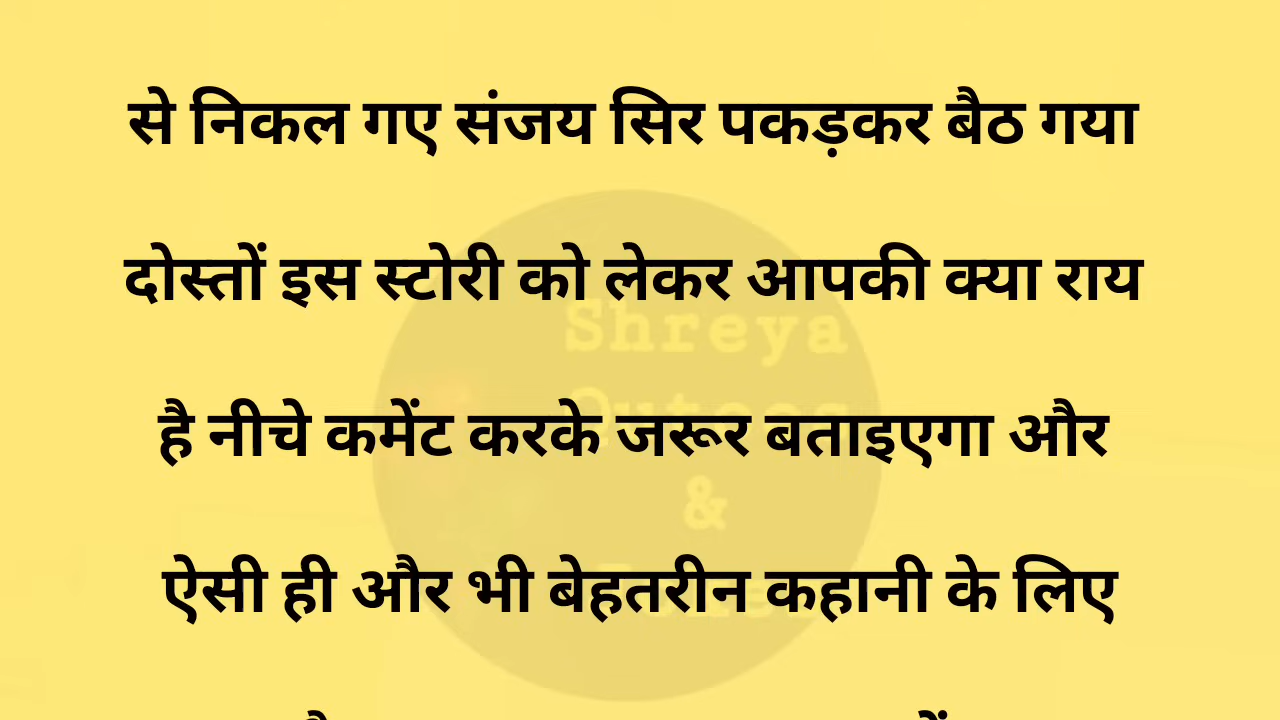 से निकल गए संजय सिर पकड़कर बैठ गया
दोस्तों इस स्टोरी को लेकर आपकी क्या राय
Shreya
है नीचे कमेंट करके जरूर बताइएगा और
&
ऐसी ही और भी बेहतरीन कहानी के लिए